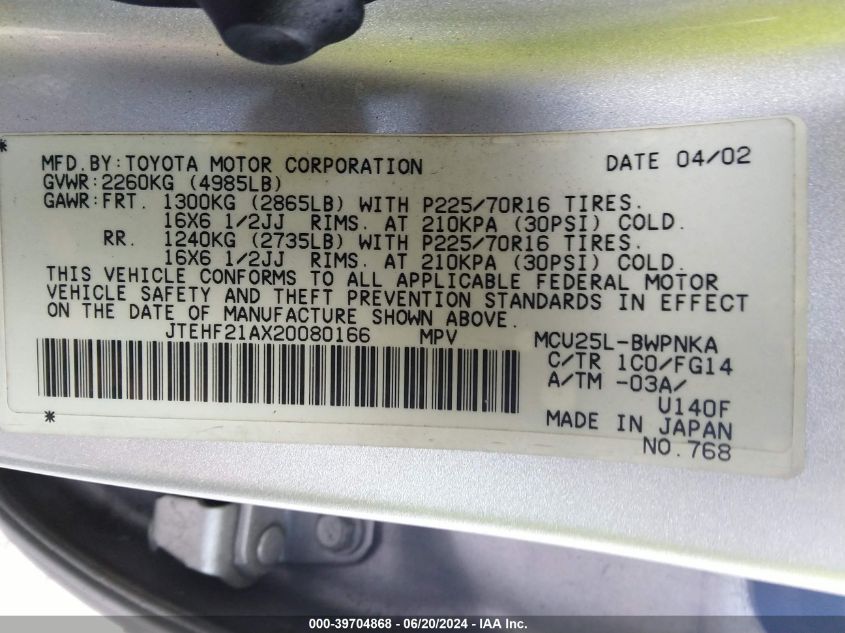 MFD.BY:TOYOTA MOTOR CORPORATION DATE 04/02
GVWR:2260KG (4985LB)
GAWR:FRT. 1300KG (2865LB) WITH P225/70R16 TIRES.
16X6 1/2JJ RIMS. AT 210KPA (30PSI) COLD.
RR. 1240KG (2735LB) WITH P225/70R16 TIRES.
16X6 1/2JJ RIMS. AT 210KPA (30PSI) COLD.
THIS VEHICLE CONFORMS TO ALL APPLICABLE FEDERAL MOTOR
VEHICLE SAFETY AND THEFT PREVENTION STANDARDS IN EFFECT
ON THE DATE OF MANUFACTURE SHOWN ABOVE.
JTEHF21AX20080166 MPV MCU25L-BWPNKA
C/TR 1C0/FG14
A/TM -03A/
U140F
MADE IN JAPAN
NO.768
000-39704868 - 06/20/2024 - IAA Inc.